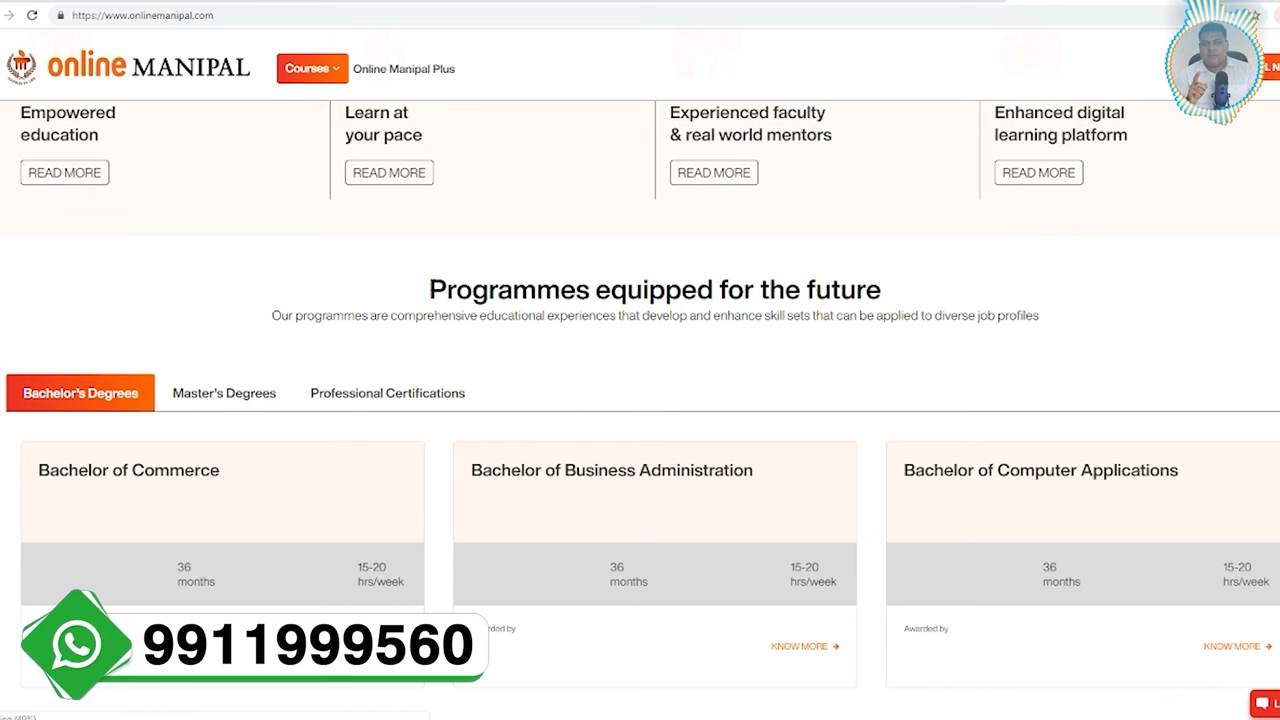 https://www.onlinemanipal.com
online MANIPAL
Courses
Online Manipal Plus
LN
Empowered
education
READ MORE
Learn at
your pace
READ MORE
Experienced faculty
& real world mentors
READ MORE
Enhanced digital
learning platform
READ MORE
Programmes equipped for the future
Our programmes are comprehensive educational experiences that develop and enhance skill sets that can be applied to diverse job profiles
Bachelor's Degrees
Master's Degrees
Professional Certifications
Bachelor of Commerce
36
months
15-20
hrs/week
Bachelor of Business Administration
36
months
15-20
hrs/week
rded by
KNOW MORE
Bachelor of Computer Applications
36
months
15-20
hrs/week
Awarded by
KNOW MORE
9911999560